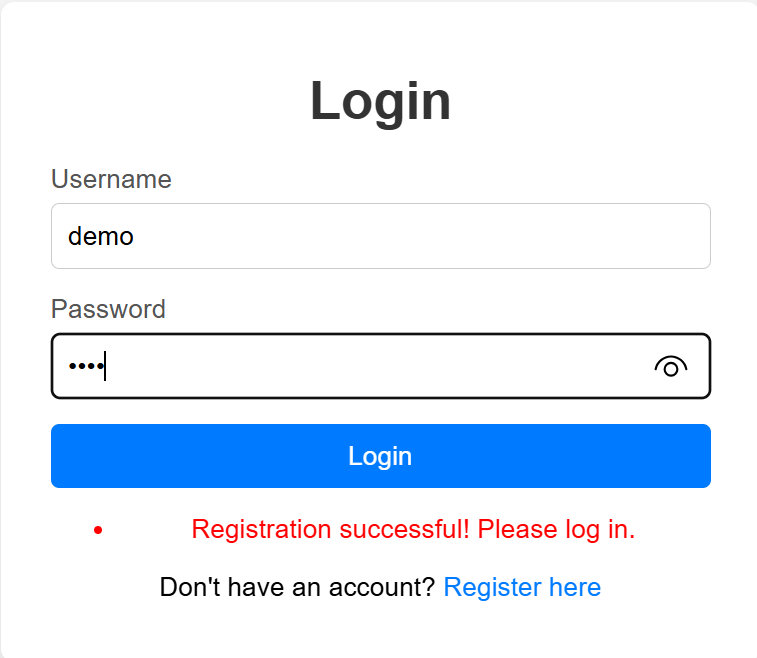 Login
Username
demo
Password
••••
Login
• Registration successful! Please log in.
Don't have an account? Register here